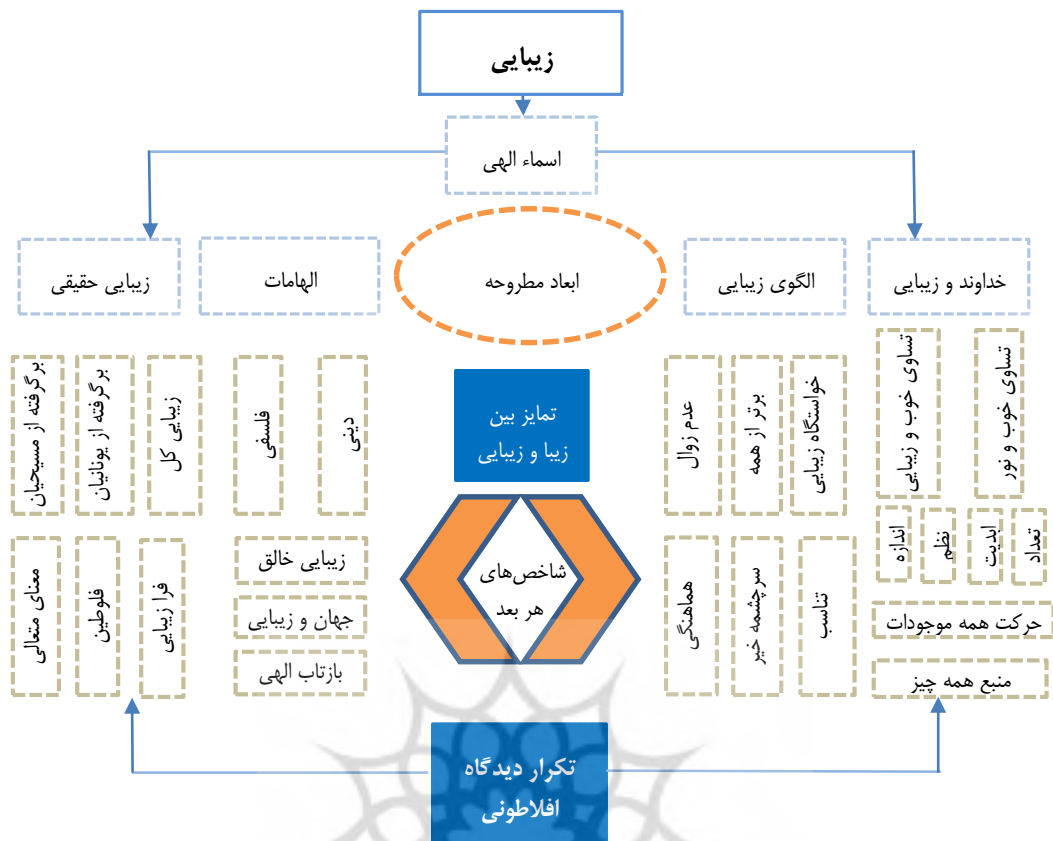 زیبایی
اسماء الهی
خداوند و زیبایی
الگوی زیبایی
ابعاد مطروحه
الهامات
زیبایی حقیقی
تساوی خوب و نور
تساوی خوب و زیبایی
تعداد
ابدیت
نظم
اندازه
حرکت همه موجودات
منبع همه چیز
خواستگاه زیبایی
برتر از همه
عدم زوال
تناسب
سرچشمه خیر
هماهنگی
تمایز بین
زیبا و زیبایی
شاخص‌های
هر بعد
دینی
فلسفی
زیبایی خالق
جهان و زیبایی
بازتاب الهی
زیبایی کل
برگرفته از یونانیان
برگرفته از مسیحیان
فرا زیبایی
فلوطین
معنای متعالی
تکرار دیدگاه
افلاطونی